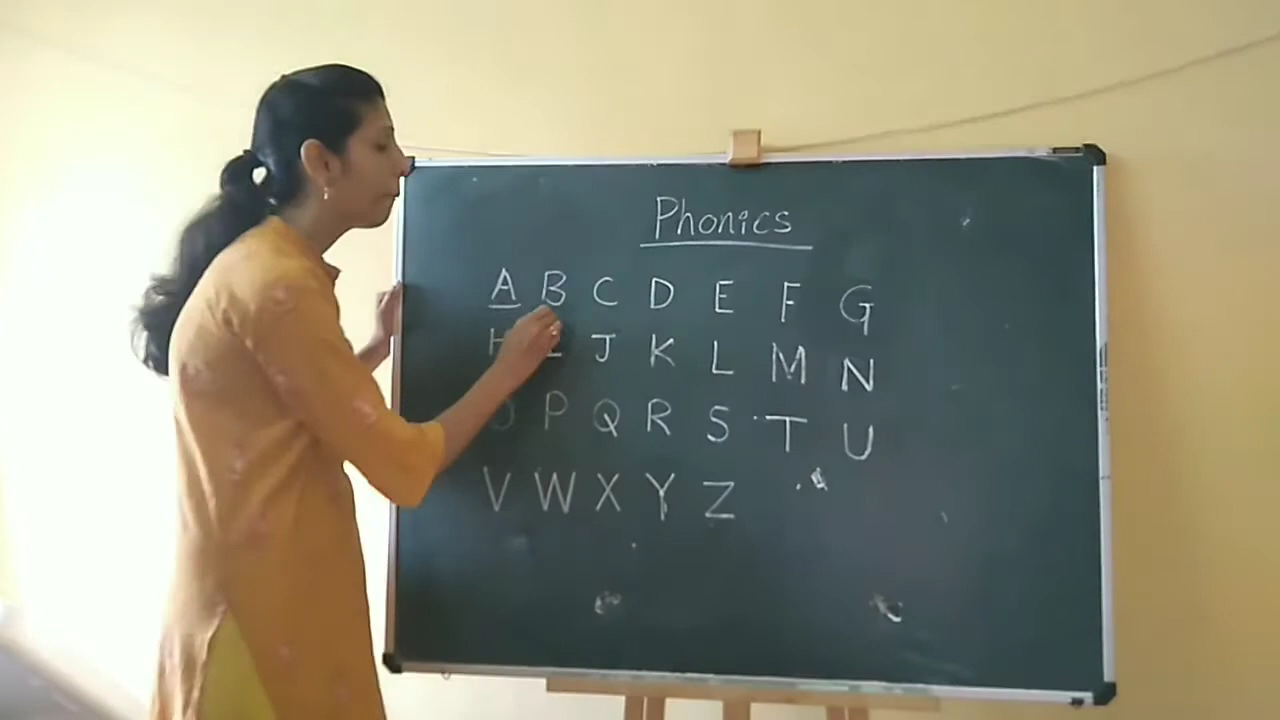 Phonics
A B C D E F G
H I J K L M N
O P Q R S T U
V W X Y Z